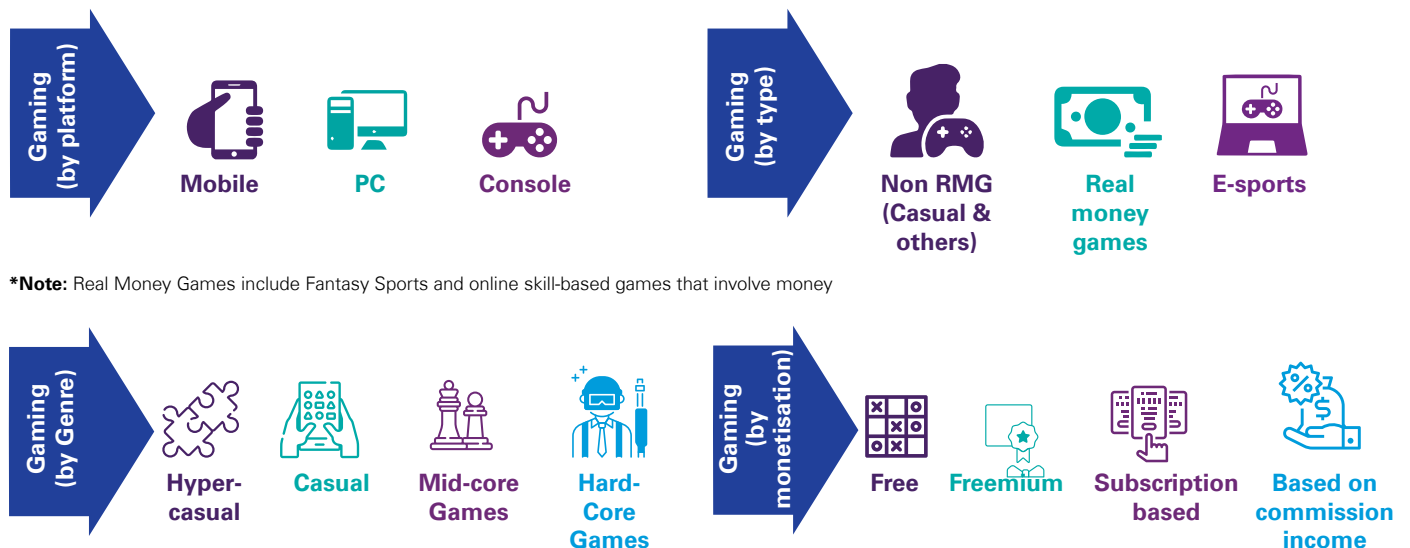 Gaming
(by platform)
Mobile
PC
Console
Gaming
(by type)
Non RMG
(Casual &
others)
Real
money
games
E-sports
*Note: Real Money Games include Fantasy Sports and online skill-based games that involve money
Gaming
(by Genre)
Hyper-
casual
Casual
Mid-core
Games
Hard-
Core
Games
Gaming
(by
monetisation)
Free
Freemium
Subscription
based
%
$
Based on
commission
income